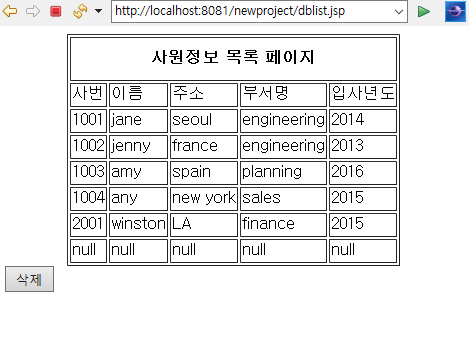 http://localhost:8081/newproject/dblist.jsp
사원정보 목록 페이지
사번 이름 주소 부서명 입사년도
1001 jane seoul engineering 2014
1002 jenny france engineering 2013
1003 amy spain planning 2016
1004 any new york sales 2015
2001 winston LA finance 2015
null null null null null
삭제